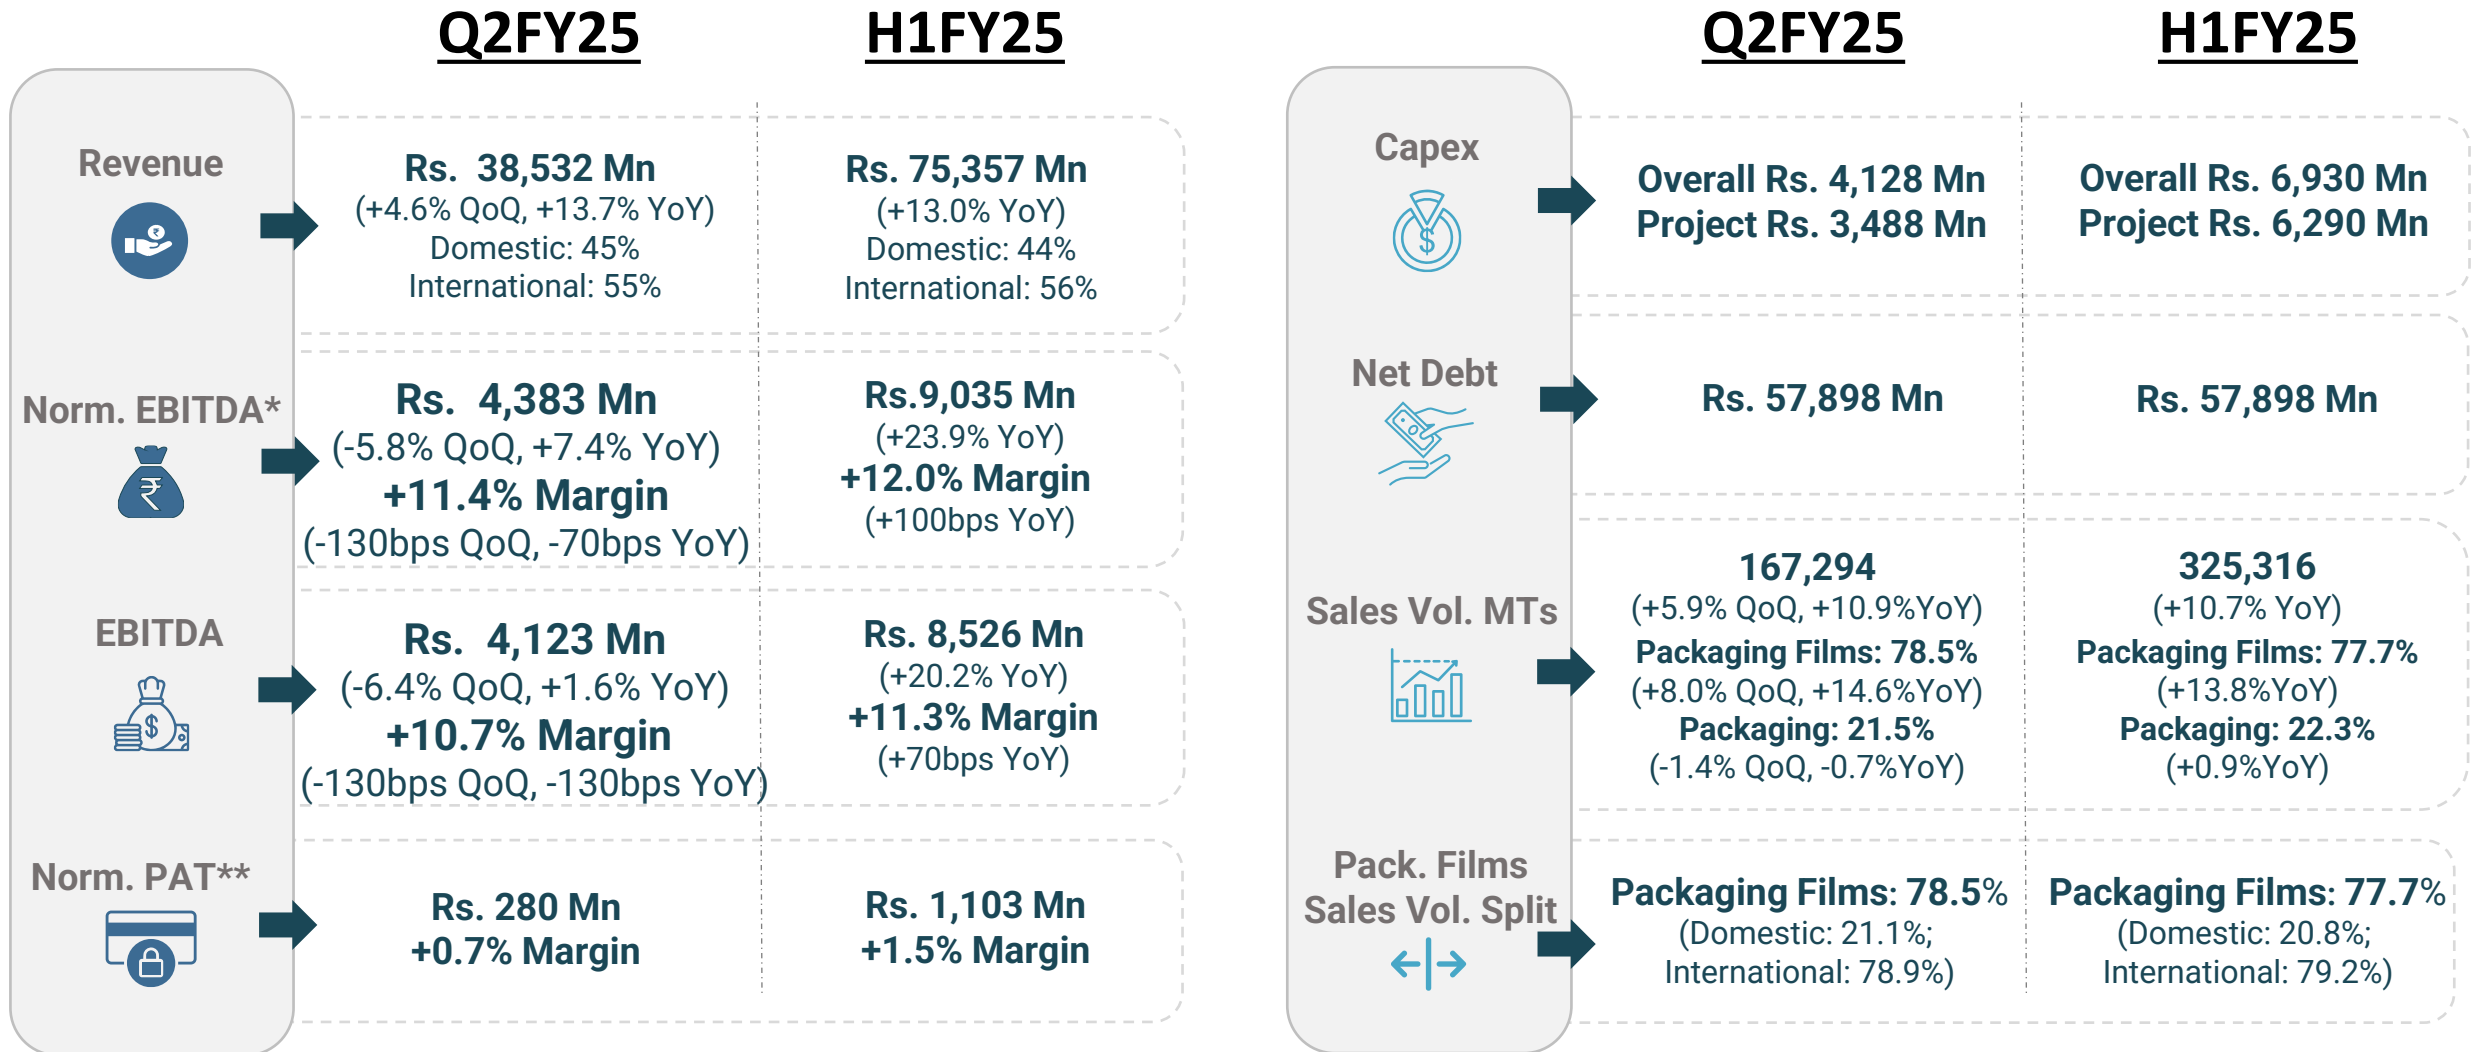 Q2FY25
H1FY25
Revenue
Rs. 38,532 Mn
(+4.6% QoQ, +13.7% YoY)
Domestic: 45%
International: 55%
Rs. 75,357 Mn
(+13.0% YoY)
Domestic: 44%
International: 56%
Norm. EBITDA*
Rs. 4,383 Mn
(-5.8% QoQ, +7.4% YoY)
+11.4% Margin
(-130bps QoQ, -70bps YoY)
Rs.9,035 Mn
(+23.9% YoY)
+12.0% Margin
(+100bps YoY)
EBITDA
Rs. 4,123 Mn
(-6.4% QoQ, +1.6% YoY)
+10.7% Margin
(-130bps QoQ, -130bps YoY)
Rs. 8,526 Mn
(+20.2% YoY)
+11.3% Margin
(+70bps YoY)
Norm. PAT**
Rs. 280 Mn
+0.7% Margin
Rs. 1,103 Mn
+1.5% Margin
Q2FY25
H1FY25
Capex
Overall Rs. 4,128 Mn
Project Rs. 3,488 Mn
Overall Rs. 6,930 Mn
Project Rs. 6,290 Mn
Net Debt
Rs. 57,898 Mn
Rs. 57,898 Mn
Sales Vol. MTs
167,294
(+5.9% QoQ, +10.9%YoY)
Packaging Films: 78.5%
(+8.0% QoQ, +14.6%YoY)
Packaging: 21.5%
(-1.4% QoQ, -0.7%YoY)
325,316
(+10.7% YoY)
Packaging Films: 77.7%
(+13.8%YoY)
Packaging: 22.3%
(+0.9%YoY)
Pack. Films
Sales Vol. Split
Packaging Films: 78.5%
(Domestic: 21.1%;
International: 78.9%)
Packaging Films: 77.7%
(Domestic: 20.8%;
International: 79.2%)